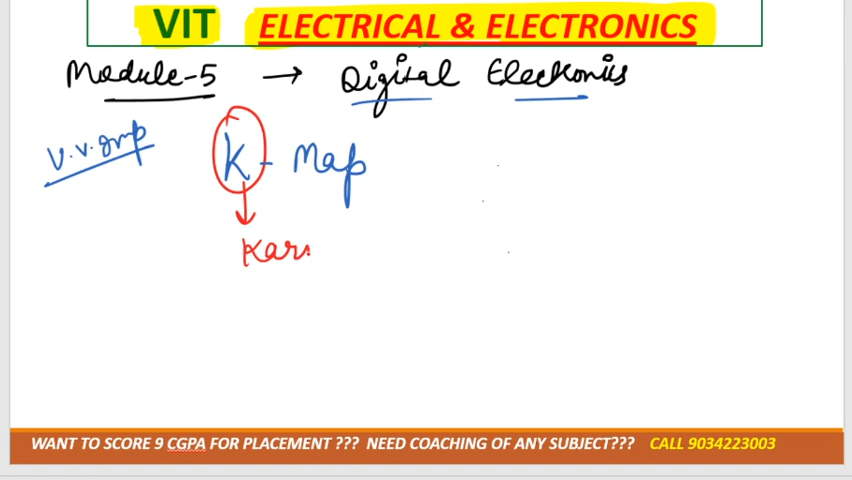 VIT ELECTRICAL & ELECTRONICS
Module-5 → Digital Electronics
V.V. Imp K - Map
Kar
WANT TO SCORE 9 CGPA FOR PLACEMENT ??? NEED COACHING OF ANY SUBJECT??? CALL 9034223003